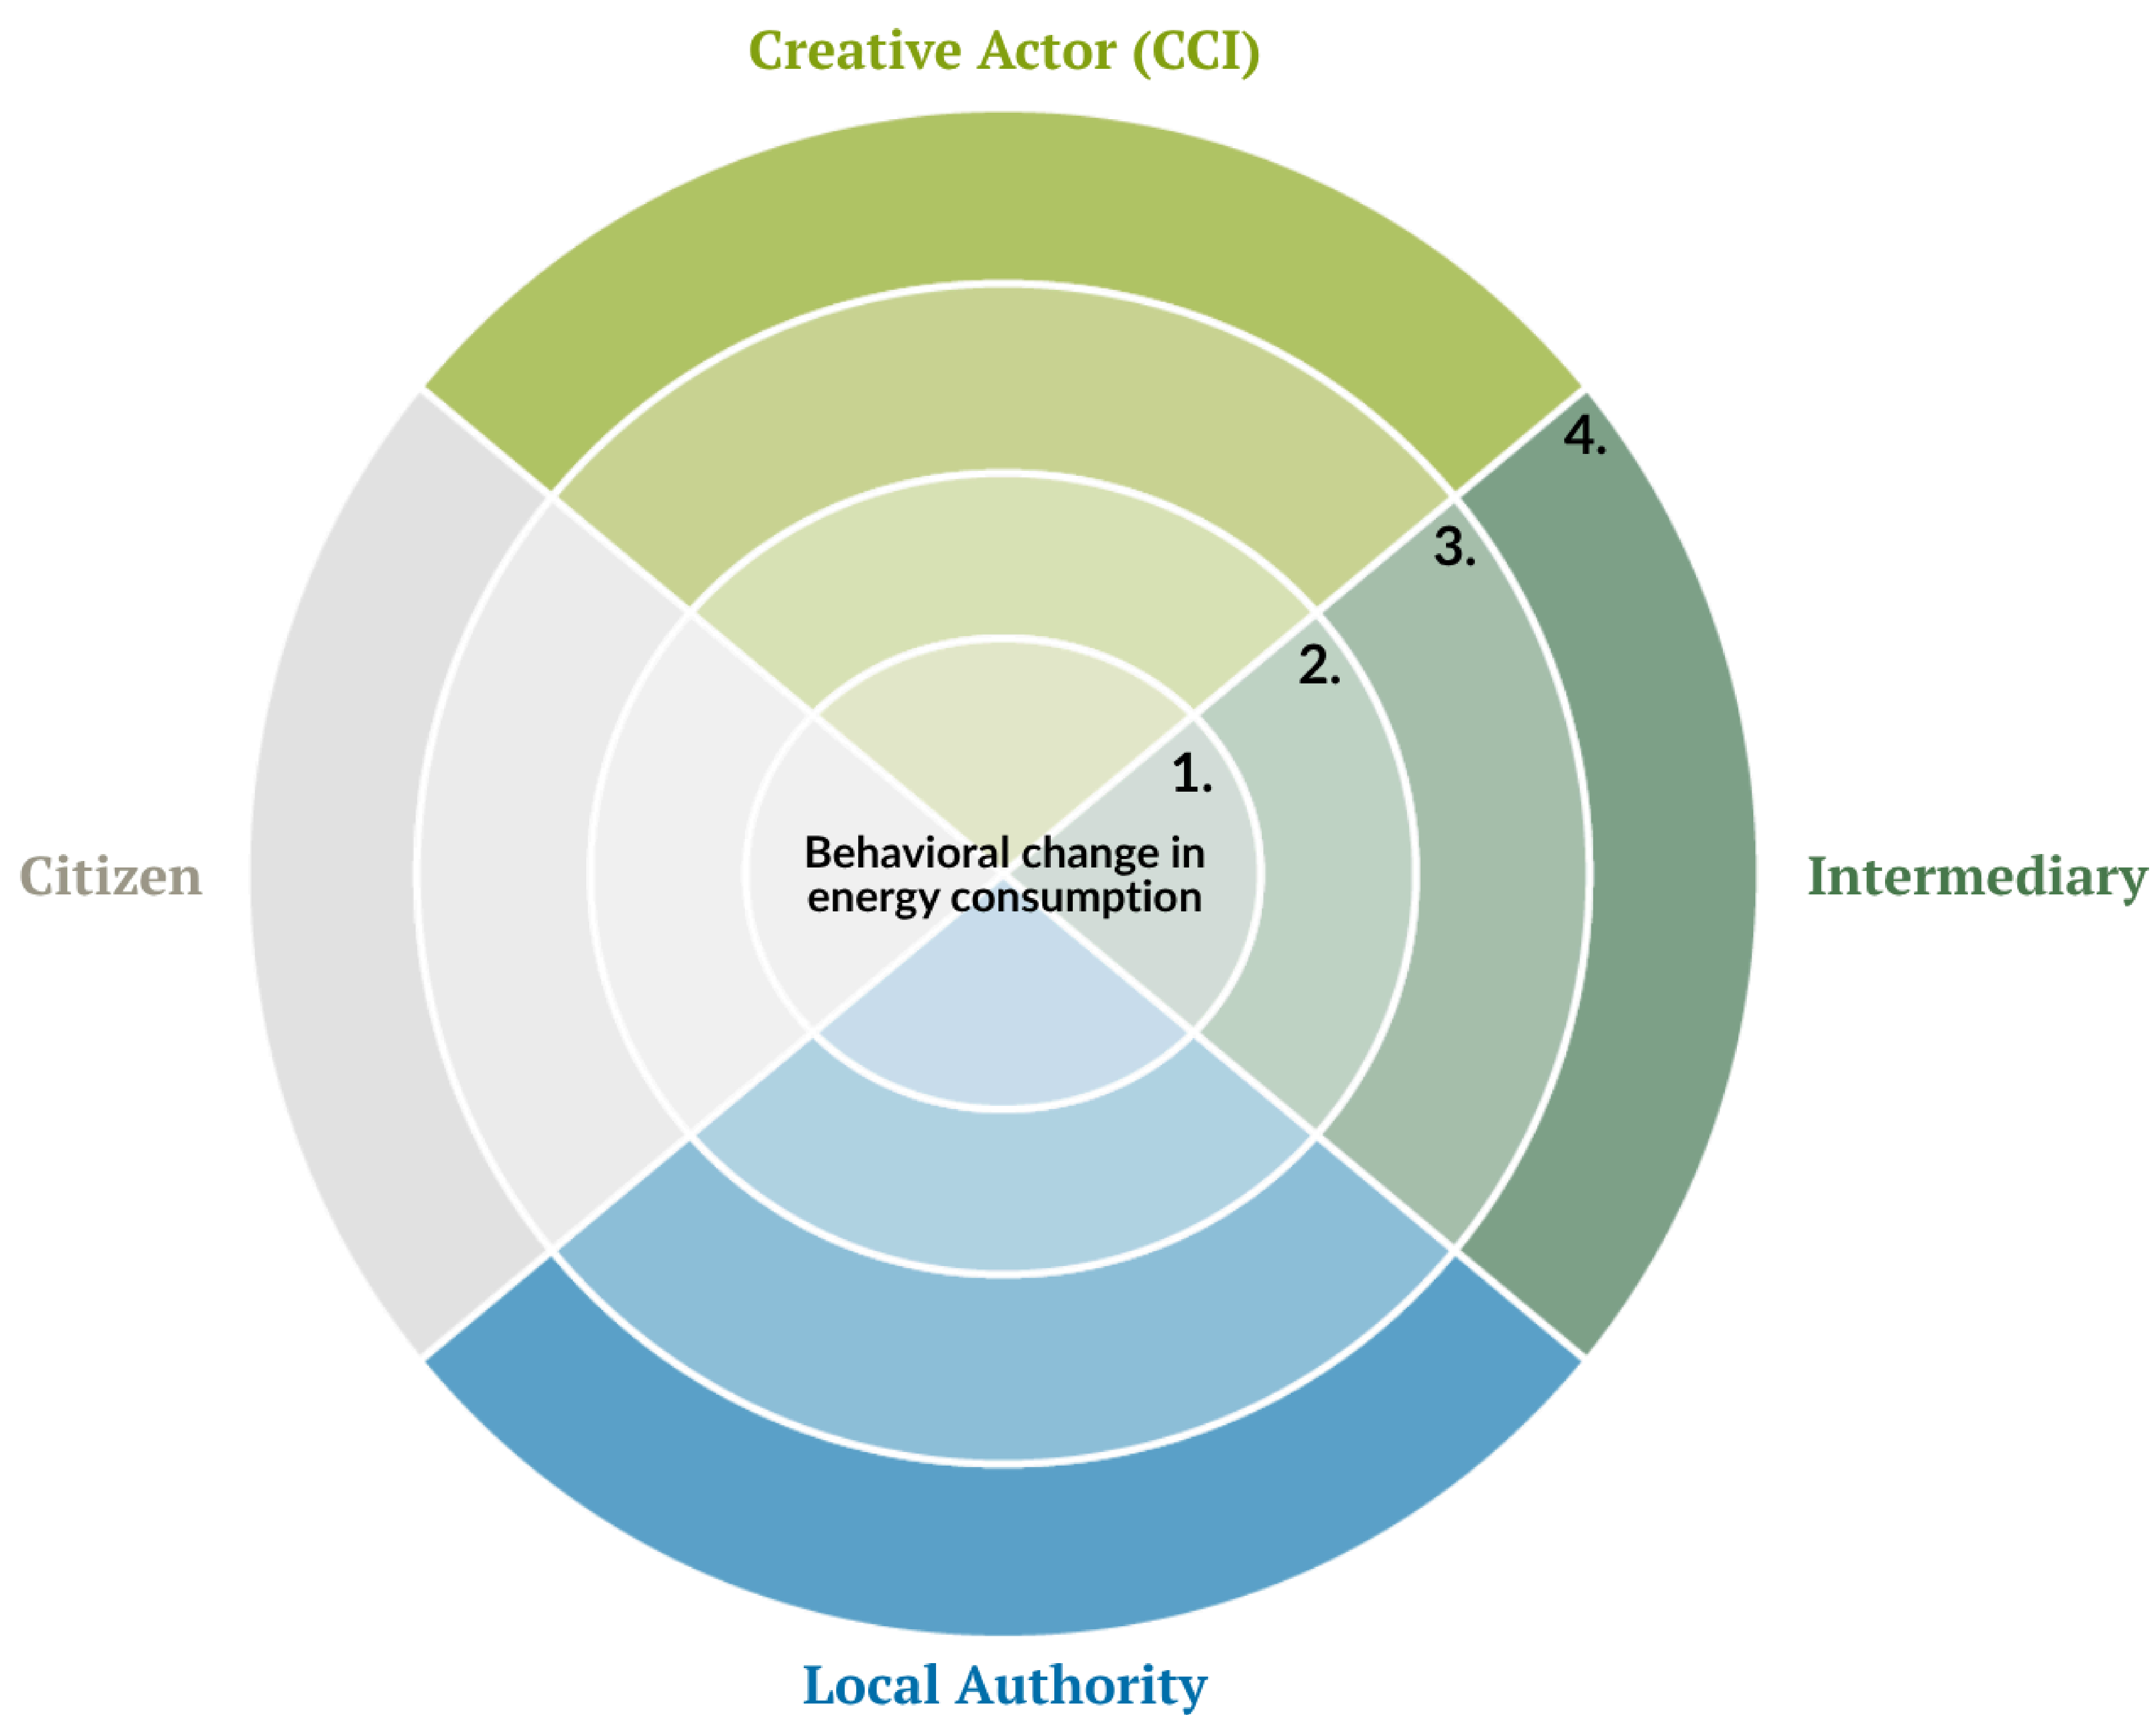 Creative Actor (CCI)
4.
3.
2.
1.
Behavioral change in
energy consumption
Citizen
Intermediary
Local Authority